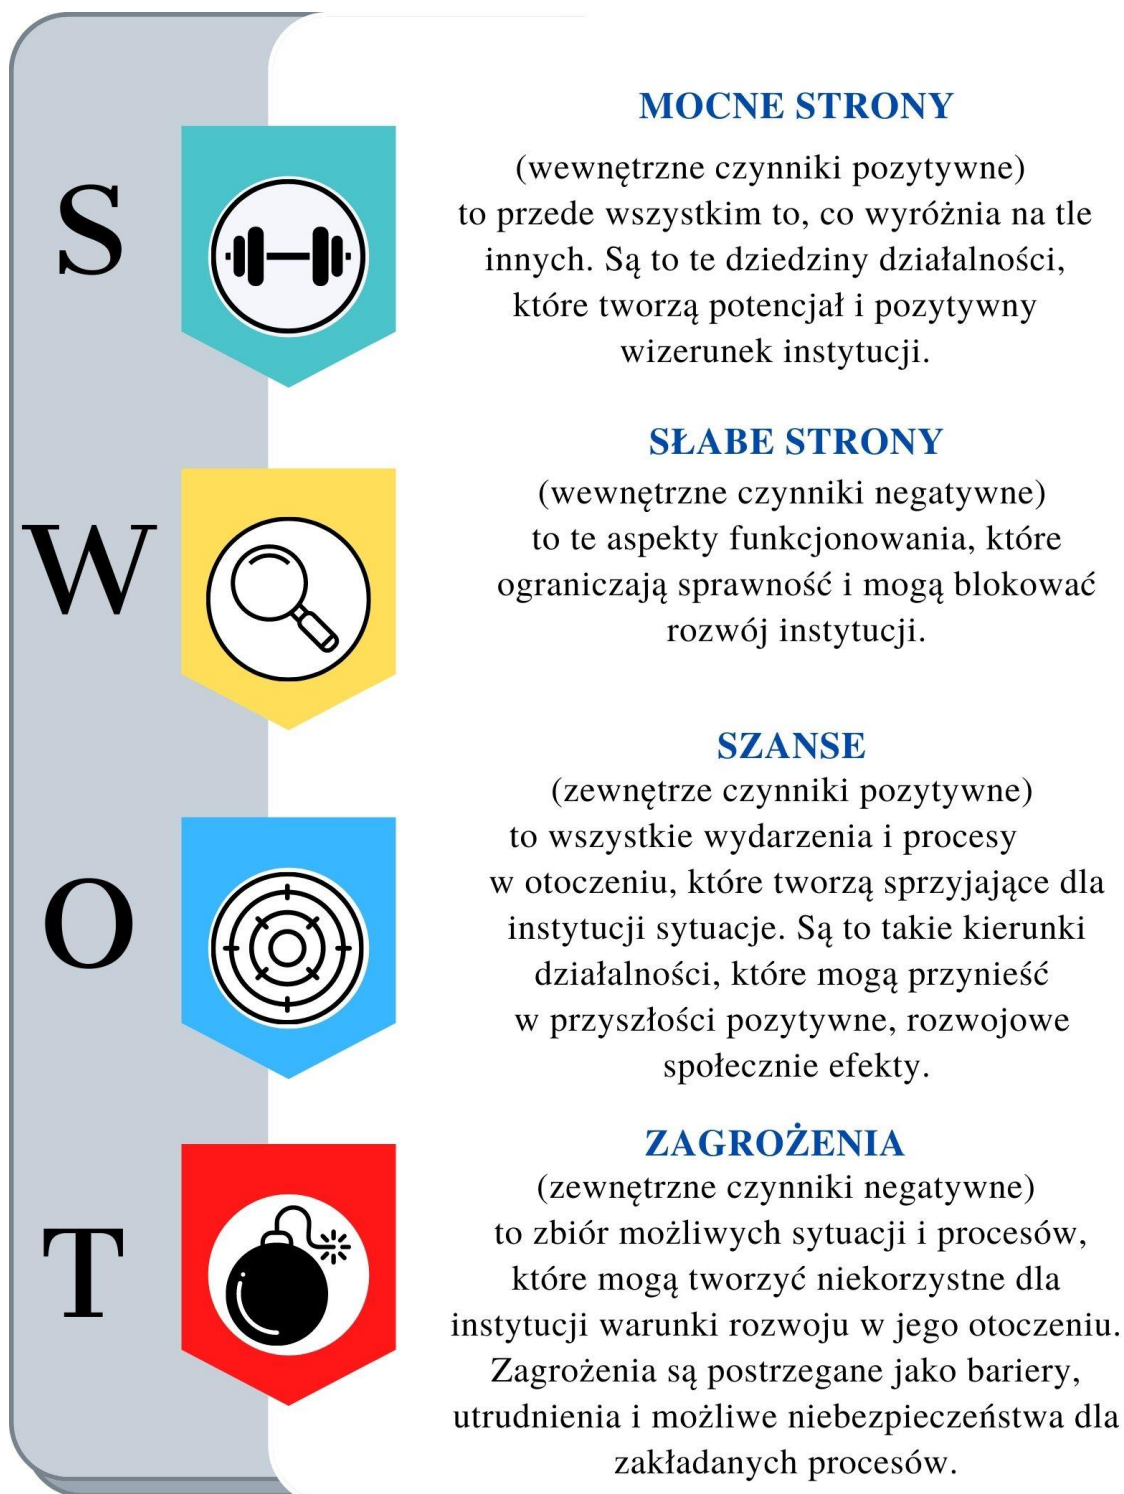 S
MOCNE STRONY
(wewnętrzne czynniki pozytywne)
to przede wszystkim to, co wyróżnia na tle
innych. Są to te dziedziny działalności,
które tworzą potencjał i pozytywny
wizerunek instytucji.
W
SŁABE STRONY
(wewnętrzne czynniki negatywne)
to te aspekty funkcjonowania, które
ograniczają sprawność i mogą blokować
rozwój instytucji.
O
SZANSE
(zewnętrze czynniki pozytywne)
to wszystkie wydarzenia i procesy
w otoczeniu, które tworzą sprzyjające dla
instytucji sytuacje. Są to takie kierunki
działalności, które mogą przynieść
w przyszłości pozytywne, rozwojowe
społecznie efekty.
T
ZAGROŻENIA
(zewnętrzne czynniki negatywne)
to zbiór możliwych sytuacji i procesów,
które mogą tworzyć niekorzystne dla
instytucji warunki rozwoju w jego otoczeniu.
Zagrożenia są postrzegane jako bariery,
utrudnienia i możliwe niebezpieczeństwa dla
zakładanych procesów.